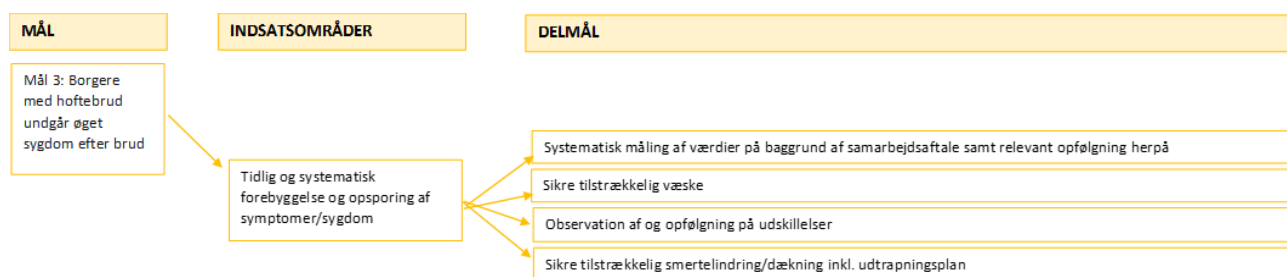 MÅL
INDSATSOMRÅDER
DELMÅL
Mål 3: Borgere
med hoftebrud
undgår øget
sygdom efter brud
Tidlig og systematisk
forebyggelse og opsporing af
symptomer/sygdom
Systematisk måling af værdier på baggrund af samarbejdsaftale samt relevant opfølgning herpå
Sikre tilstrækkelig væske
Observation af og opfølgning på udskillelser
Sikre tilstrækkelig smertelindring/dækning inkl. udtrapningsplan